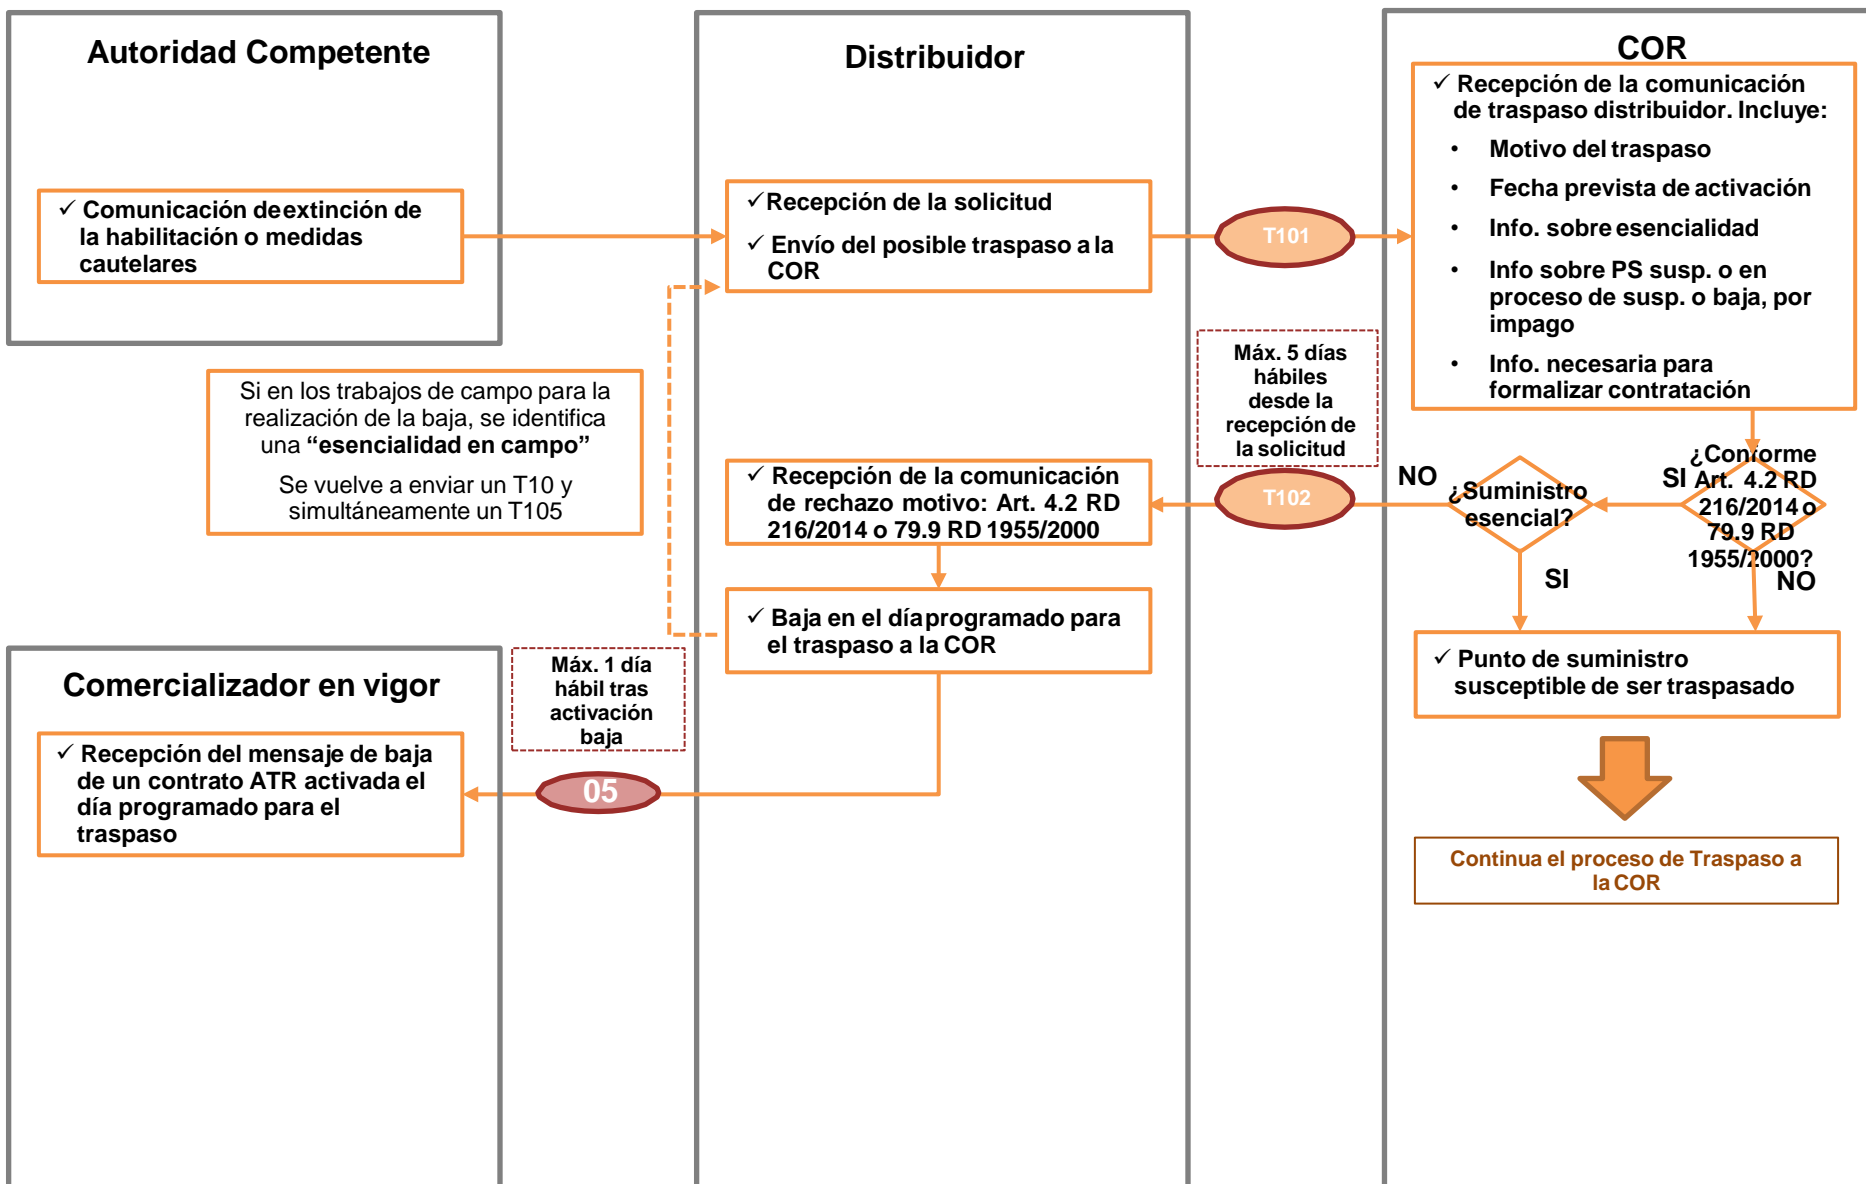 Autoridad Competente
✓ Comunicación de extinción de
la habilitación o medidas
cautelares
Distribuidor
✓ Recepción de la solicitud
✓ Envío del posible traspaso a la
COR
T101
COR
✓ Recepción de la comunicación
de traspaso distribuidor. Incluye:
• Motivo del traspaso
• Fecha prevista de activación
• Info. sobre esencialidad
• Info sobre PS susp. o en
proceso de susp. o baja, por
impago
• Info. necesaria para
formalizar contratación
Si en los trabajos de campo para la
realización de la baja, se identifica
una “esencialidad en campo”
Se vuelve a enviar un T10 y
simultáneamente un T105
Máx. 5 días
hábiles
desde la
recepción de
la solicitud
T102
NO
¿Suministro
esencial?
SI
SI
¿Conforme
Art. 4.2 RD
216/2014 o
79.9 RD
1955/2000?
NO
✓ Recepción de la comunicación
de rechazo motivo: Art. 4.2 RD
216/2014 o 79.9 RD 1955/2000
✓ Baja en el día programado para
el traspaso a la COR
✓ Punto de suministro
susceptible de ser traspasado
Continua el proceso de Traspaso a
la COR
Máx. 1 día
hábil tras
activación
baja
05
Comercializador en vigor
✓ Recepción del mensaje de baja
de un contrato ATR activada el
día programado para el
traspaso